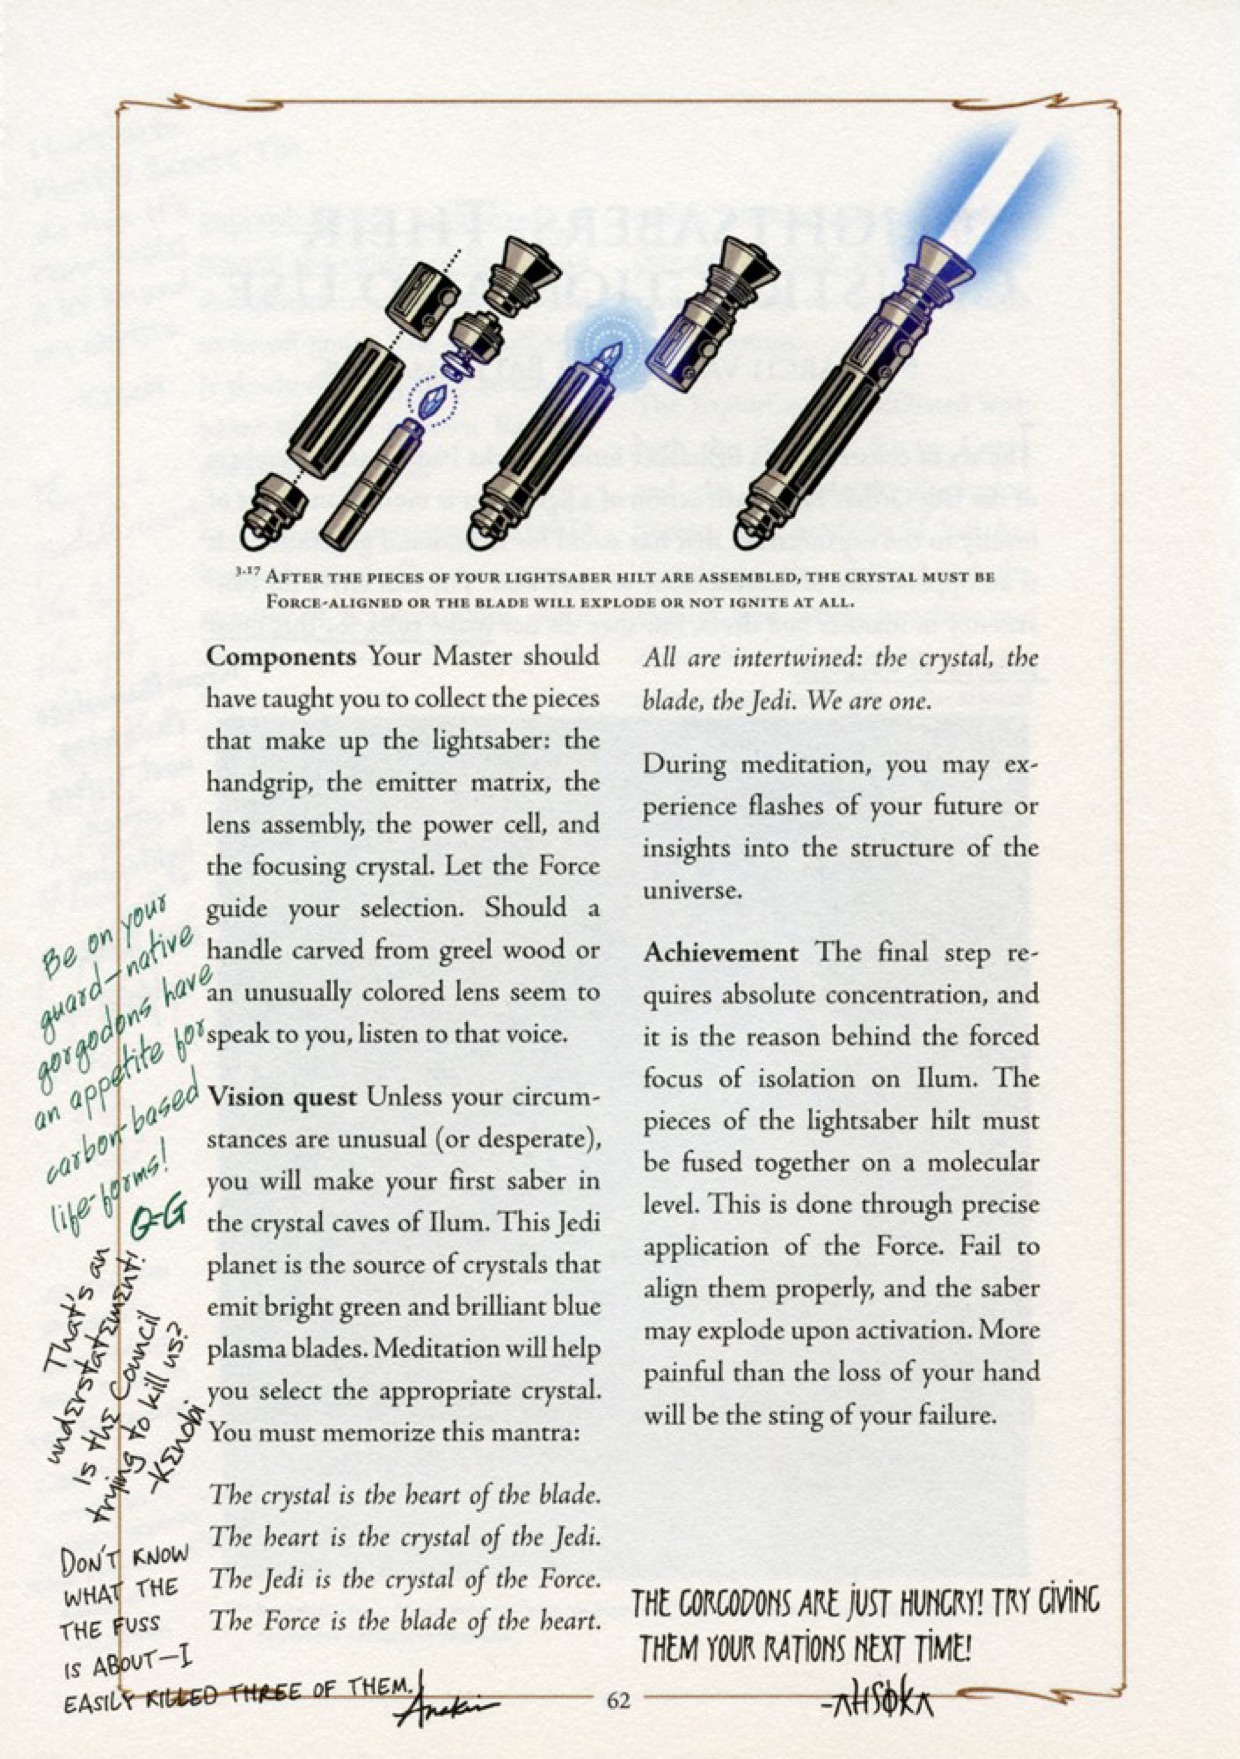 3-17 AFTER THE PIECES OF YOUR LIGHTSABER HILT ARE ASSEMBLED, THE CRYSTAL MUST BE
FORCE-ALIGNED OR THE BLADE WILL EXPLODE OR NOT IGNITE AT ALL.
Components Your Master should
have taught you to collect the pieces
that make up the lightsaber: the
handgrip, the emitter matrix, the
lens assembly, the power cell, and
the focusing crystal. Let the Force
guide your selection. Should a
handle carved from greel wood or
an unusually colored lens seem to
speak to you, listen to that voice.
Vision quest Unless your circum-
stances are unusual (or desperate),
you will make your first saber in
the crystal caves of Ilum. This Jedi
planet is the source of crystals that
emit bright green and brilliant blue
plasma blades. Meditation will help
you select the appropriate crystal.
You must memorize this mantra:
The crystal is the heart of the blade.
The heart is the crystal of the Jedi.
The Jedi is the crystal of the Force.
The Force is the blade of the heart.
All are intertwined: the crystal, the
blade, the Jedi. We are one.
During meditation, you may ex-
perience flashes of your future or
insights into the structure of the
universe.
Achievement The final step re-
quires absolute concentration, and
it is the reason behind the forced
focus of isolation on Ilum. The
pieces of the lightsaber hilt must
be fused together on a molecular
level. This is done through precise
application of the Force. Fail to
align them properly, and the saber
may explode upon activation. More
painful than the loss of your hand
will be the sting of your failure.
Be on your
guard—native
gorgodons have
an appetite for
carbon-based
life-forms!
Q-G
That's an
understatement!
Is the Council
trying to kill us?
-Kenobi
DON'T KNOW
WHAT THE
THE FUSS
IS ABOUT—I
EASILY KILLED THREE OF THEM.
Anakin
THE GORGODONS ARE JUST HUNGRY! TRY GIVING
THEM YOUR RATIONS NEXT TIME!
-AHSOKA
62